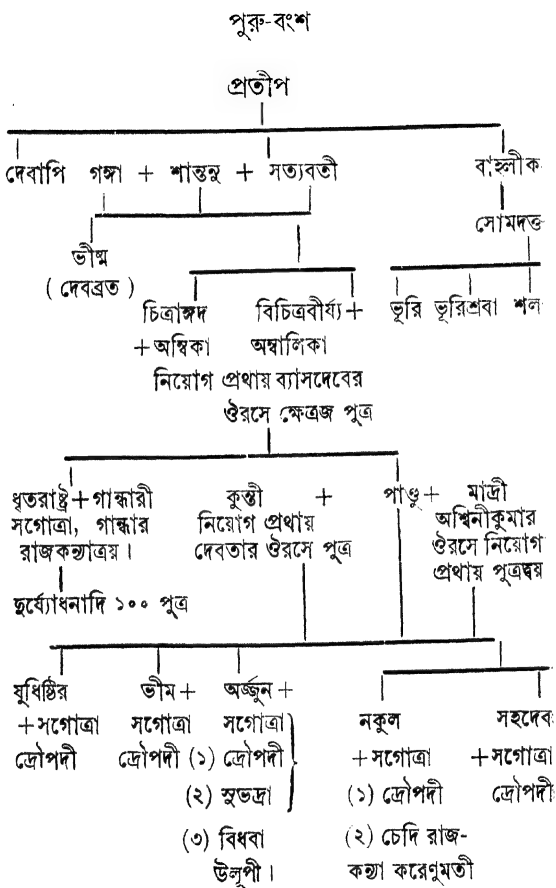 পুরু-বংশ
প্রতীপ
দেবাপি গঙ্গা + শান্তনু + সত্যবতী বাহ্লীক
সোমদত্ত
ভীষ্ম
( দেবব্রত )
চিত্রাঙ্গদ বিচিত্রবীর্য্য + ভূরি ভূরিশ্রবা শল
+ অম্বিকা অম্বালিকা
নিয়োগ প্রথায় ব্যাসদেবের
ঔরসে ক্ষেত্রজ পুত্র
ধৃতরাষ্ট্র + গান্ধারী কুন্তী + পাণ্ডু + মাদ্রী
সগোত্রা, গান্ধার নিয়োগ প্রথায় অশ্বিনীকুমার
রাজকন্যাত্রয়। দেবতার ঔরসে পুত্র ঔরসে নিয়োগ
প্রথায় পুত্রদ্বয়
দুর্য্যোধনাদি ১০০ পুত্র
যুধিষ্ঠির ভীম + অর্জ্জুন +
+ সগোত্রা সগোত্রা সগোত্রা নকুল সহদেব
দ্রৌপদী দ্রৌপদী (১) দ্রৌপদী + সগোত্রা + সগোত্রা
(২) সুভদ্রা (১) দ্রৌপদী দ্রৌপদী
(৩) বিধবা (২) চেদি রাজ-
উলূপী। কন্যা করেণুমতী